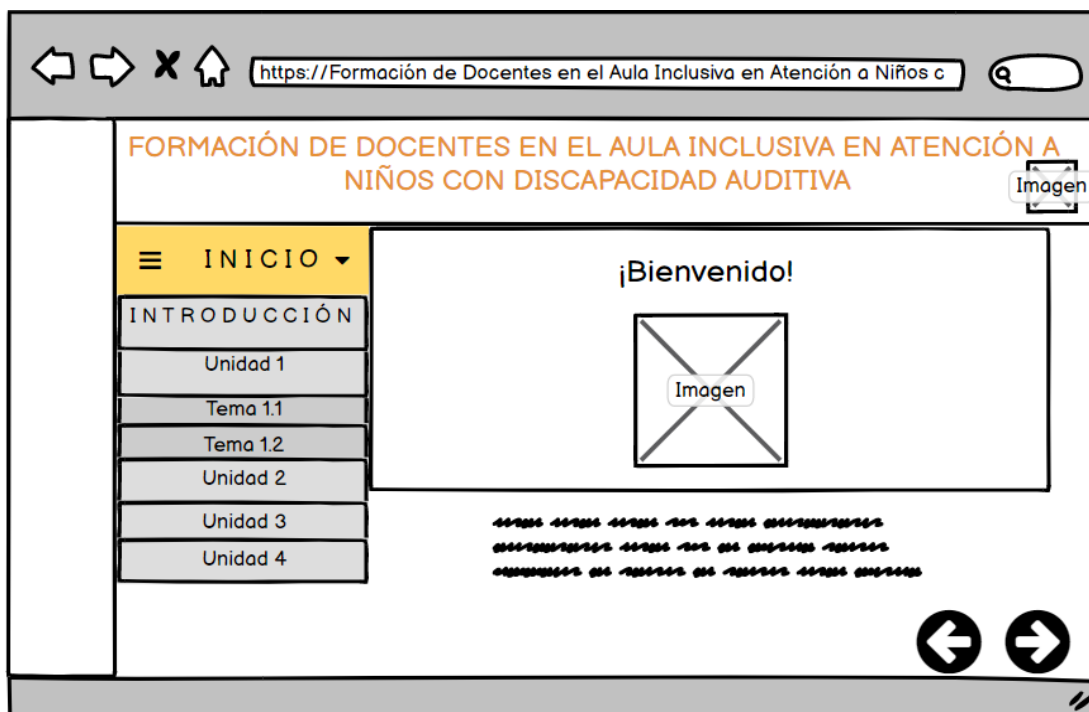 https://Formación de Docentes en el Aula Inclusiva en Atención a Niños c
FORMACIÓN DE DOCENTES EN EL AULA INCLUSIVA EN ATENCIÓN A
NIÑOS CON DISCAPACIDAD AUDITIVA
Imagen
INICIO
¡Bienvenido!
INTRODUCCIÓN
Unidad 1
Imagen
Tema 1.1
Tema 1.2
Unidad 2
Unidad 3
Unidad 4